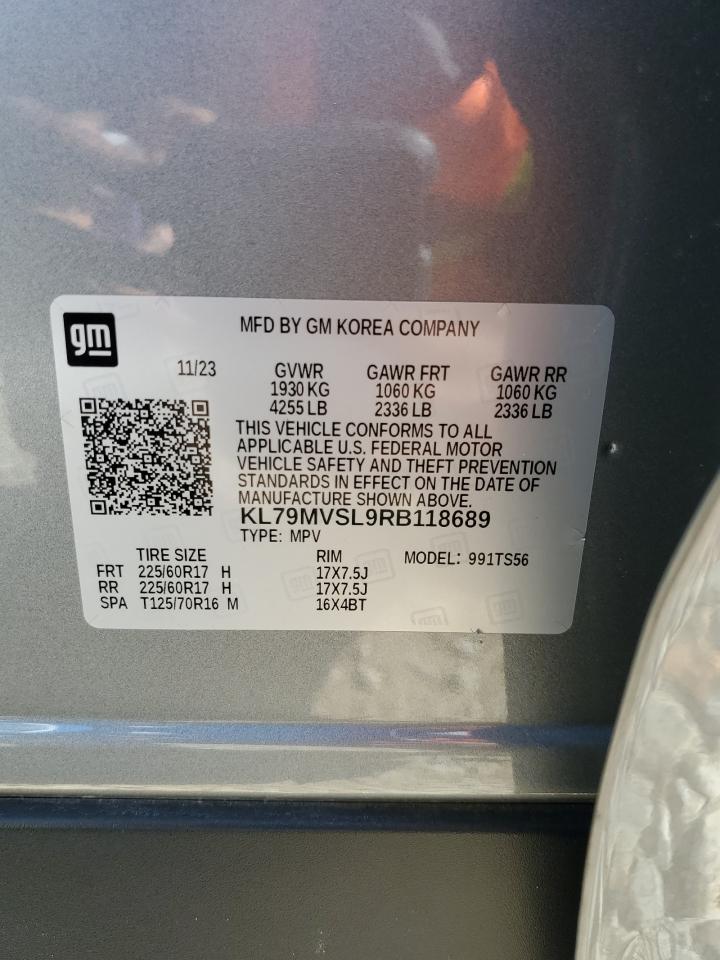 gm
MFD BY GM KOREA COMPANY
11/23 GVWR GAWR FRT GAWR RR
1930 KG 1060 KG 1060 KG
4255 LB 2336 LB 2336 LB
THIS VEHICLE CONFORMS TO ALL
APPLICABLE U.S. FEDERAL MOTOR
VEHICLE SAFETY AND THEFT PREVENTION
STANDARDS IN EFFECT ON THE DATE OF
MANUFACTURE SHOWN ABOVE.
KL79MVSL9RB118689
TYPE: MPV
TIRE SIZE RIM MODEL: 991TS56
FRT 225/60R17 H 17X7.5J
RR 225/60R17 H 17X7.5J
SPA T125/70R16 M 16X4BT